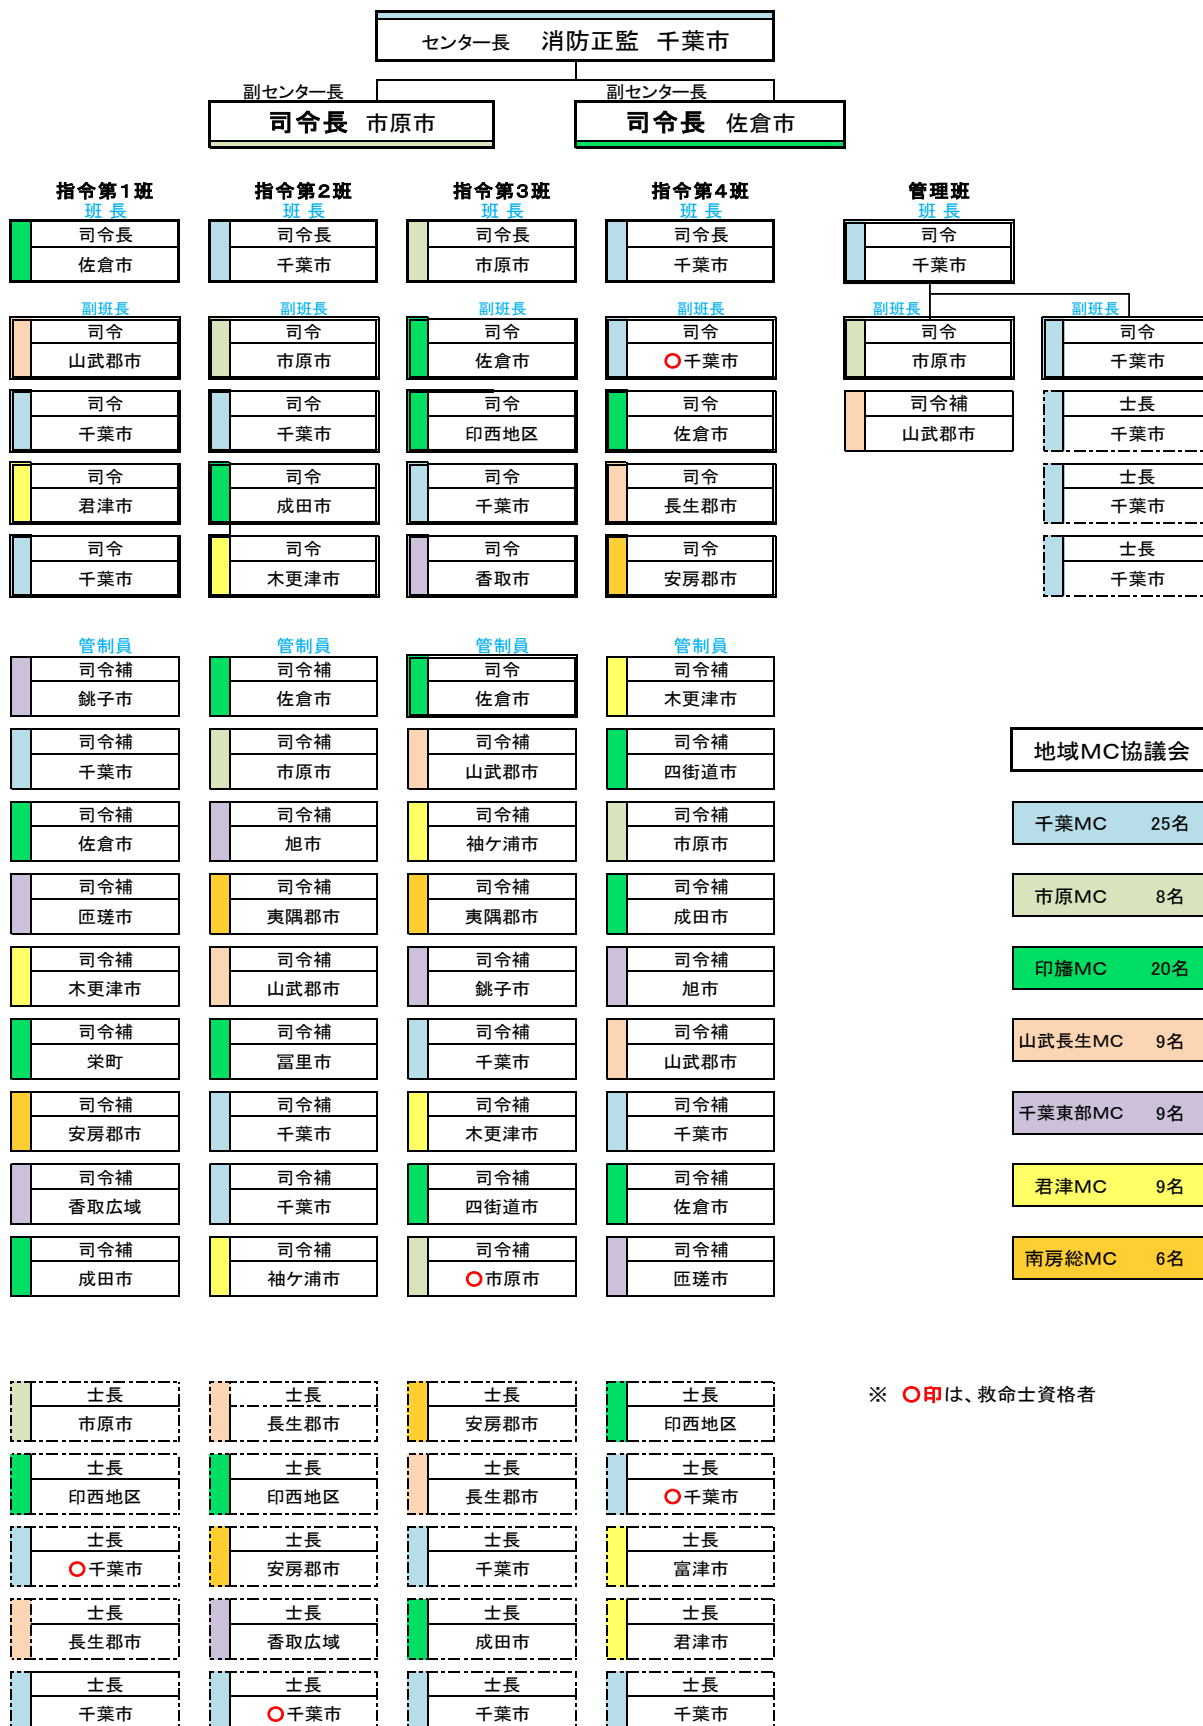 センター長 消防正監 千葉市
副センター長 副センター長
司令長 市原市 司令長 佐倉市
指令第1班 指令第2班 指令第3班 指令第4班 管理班
班 長 班 長 班 長 班 長 班 長
司令長 司令長 司令長 司令長 司令
佐倉市 千葉市 市原市 千葉市 千葉市
副班長 副班長 副班長 副班長 副班長 副班長
司令 司令 司令 司令 司令 司令
山武郡市 市原市 佐倉市 〇千葉市 市原市 千葉市
司令 司令 司令 司令 司令補 士長
千葉市 千葉市 印西地区 佐倉市 山武郡市 千葉市
司令 司令 司令 司令 士長
君津市 成田市 千葉市 長生郡市 千葉市
司令 司令 司令 司令 士長
千葉市 木更津市 香取市 安房郡市 千葉市
管制員 管制員 管制員 管制員
司令補 司令補 司令 司令補
銚子市 佐倉市 佐倉市 木更津市
司令補 司令補 司令補 司令補
千葉市 市原市 山武郡市 四街道市
地域MC協議会
司令補 司令補 司令補 司令補
佐倉市 旭市 袖ケ浦市 市原市
千葉MC 25名
司令補 司令補 司令補 司令補
匝瑳市 夷隅郡市 夷隅郡市 成田市
市原MC 8名
司令補 司令補 司令補 司令補
木更津市 山武郡市 銚子市 旭市
印旛MC 20名
司令補 司令補 司令補 司令補
栄町 冨里市 千葉市 山武郡市
山武長生MC 9名
司令補 司令補 司令補 司令補
安房郡市 千葉市 木更津市 千葉市
千葉東部MC 9名
司令補 司令補 司令補 司令補
香取広域 千葉市 四街道市 佐倉市
君津MC 9名
司令補 司令補 司令補 司令補
成田市 袖ケ浦市 〇市原市 匝瑳市
南房総MC 6名
士長 士長 士長 士長
市原市 長生郡市 安房郡市 印西地区
※ 〇印は、救命士資格者
士長 士長 士長 士長
印西地区 印西地区 長生郡市 〇千葉市
士長 士長 士長 士長
〇千葉市 安房郡市 千葉市 富津市
士長 士長 士長 士長
長生郡市 香取広域 成田市 君津市
士長 士長 士長 士長
千葉市 〇千葉市 千葉市 千葉市